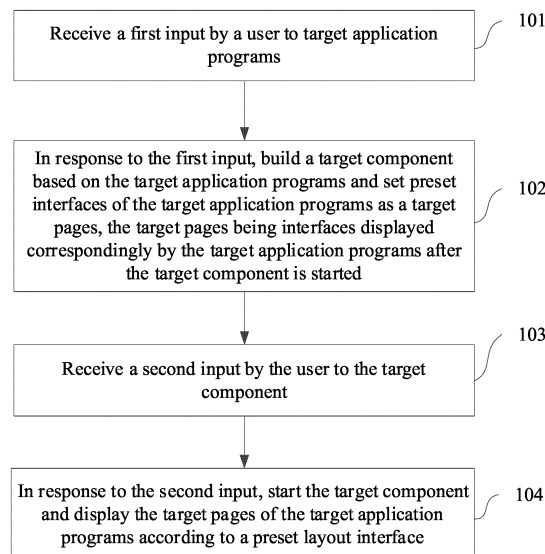 Receive a first input by a user to target application
programs
101
In response to the first input, build a target component
based on the target application programs and set preset
interfaces of the target application programs as a target
pages, the target pages being interfaces displayed
correspondingly by the target application programs after
the target component is started
102
Receive a second input by the user to the target
component
103
In response to the second input, start the target component
and display the target pages of the target application
programs according to a preset layout interface
104